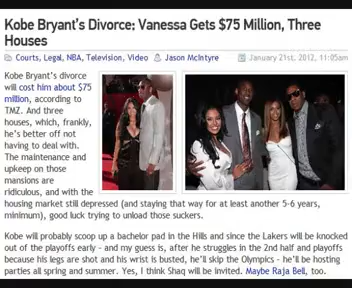 Kobe Bryant's Divorce: Vanessa Gets $75 Million, Three
Houses
Courts, Legal, NBA, Television, Video
Jason McIntyre
January 21st, 2012, 11:05am
Kobe Bryant's divorce
will cost him about $75
million, according to
TMZ. And three
houses, which, frankly,
he's better off not
having to deal with.
The maintenance and
upkeep on those
mansions are
ridiculous, and with the
housing market still depressed (and staying that way for at least another 5-6 years,
minimum), good luck trying to unload those suckers.
Kobe will probably scoop up a bachelor pad in the Hills and since the Lakers will be knocked
out of the playoffs early – and my guess is, after he struggles in the 2nd half and playoffs
because his legs are shot and his wrist is busted, he'll skip the Olympics – he'll be hosting
parties all spring and summer. Yes, I think Shaq will be invited. Maybe Raja Bell, too.